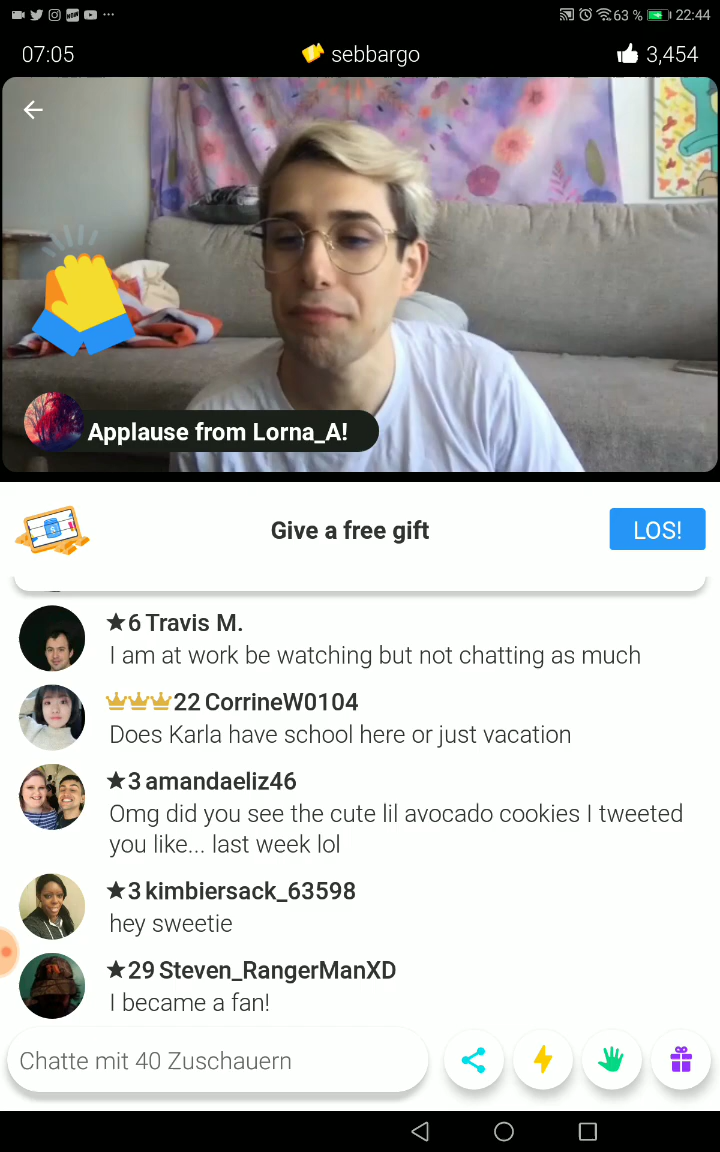 63 % 22:44
07:05 sebbargo 3,454
Applause from Lorna_A!
Give a free gift LOS!
★6 Travis M.
I am at work be watching but not chatting as much
22 CorrineW0104
Does Karla have school here or just vacation
★3 amandaeliz46
Omg did you see the cute lil avocado cookies I tweeted
you like... last week lol
★3 kimbiersack_63598
hey sweetie
★29 Steven_RangerManXD
I became a fan!
Chatte mit 40 Zuschauern